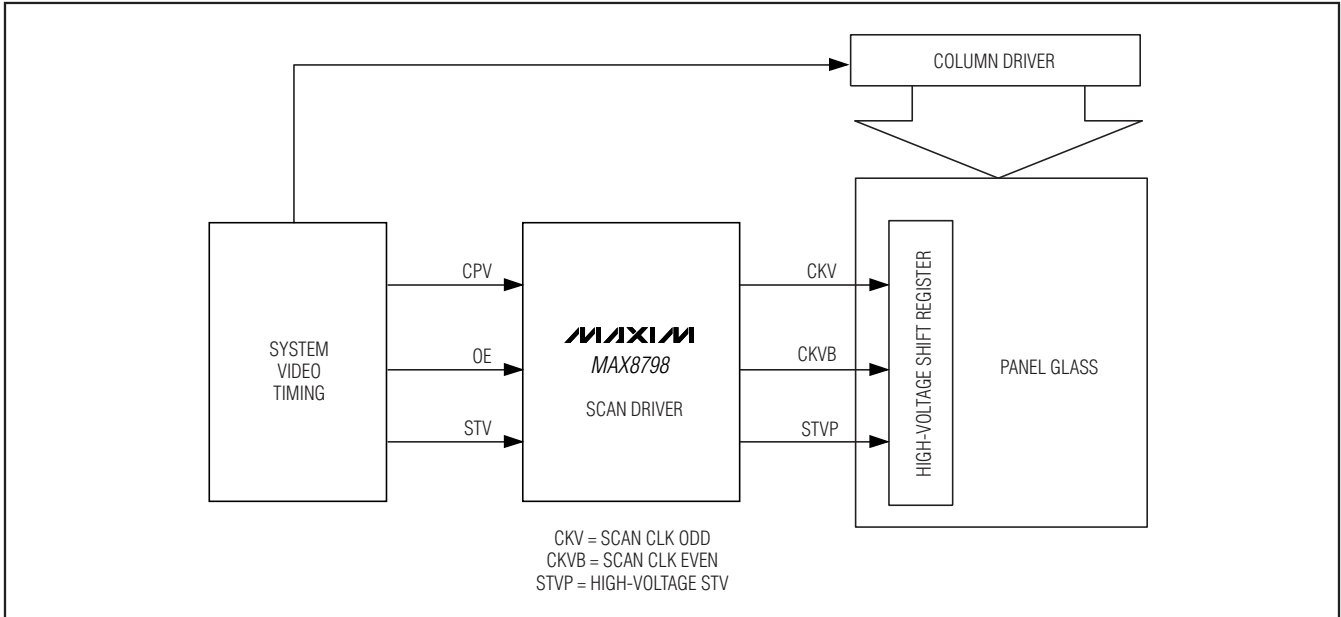 COLUMN DRIVER
SYSTEM
VIDEO
TIMING
CPV
OE
STV
MAXIM
MAX8798
SCAN DRIVER
CKV
CKVB
STVP
HIGH-VOLTAGE SHIFT REGISTER
PANEL GLASS
CKV = SCAN CLK ODD
CKVB = SCAN CLK EVEN
STVP = HIGH-VOLTAGE STV